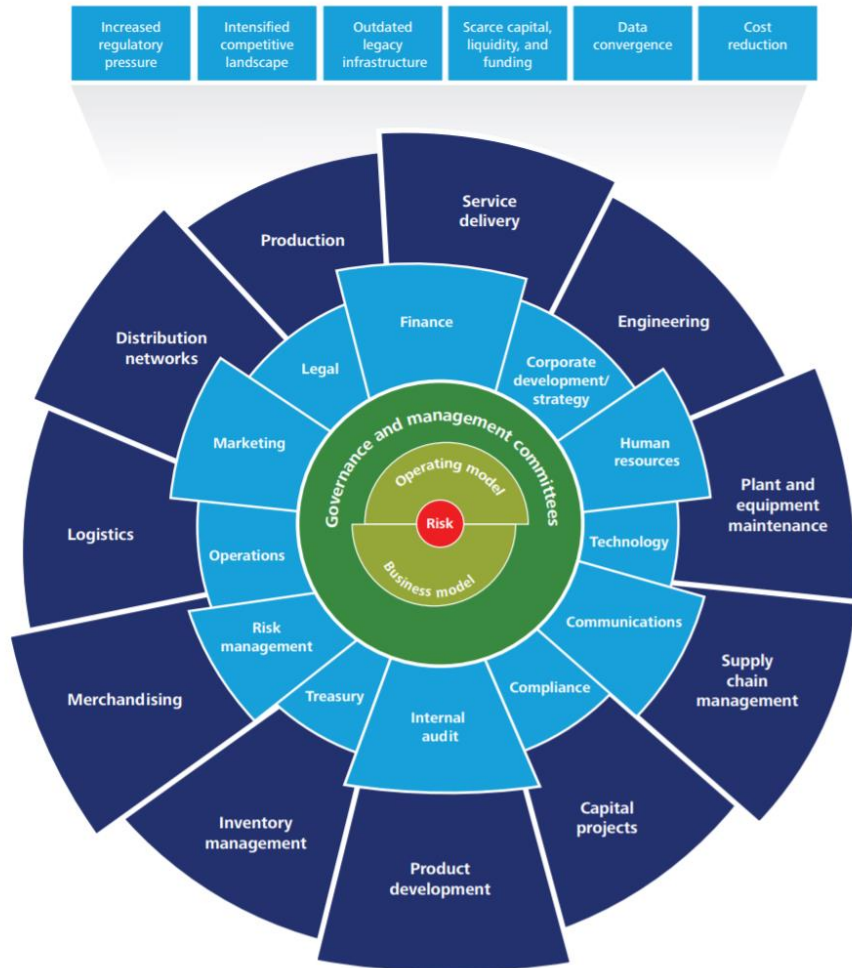 Increased
regulatory
pressure
Intensified
competitive
landscape
Outdated
legacy
infrastructure
Scarce capital,
liquidity, and
funding
Data
convergence
Cost
reduction
Service
delivery
Production
Engineering
Distribution
networks
Plant and
equipment
maintenance
Logistics
Supply
chain
management
Merchandising
Capital
projects
Inventory
management
Product
development
Finance
Legal
Corporate
development/
strategy
Marketing
Human
resources
Operations
Technology
Risk
management
Communications
Treasury
Compliance
Internal
audit
Governance and management committees
Operating model
Risk
Business model